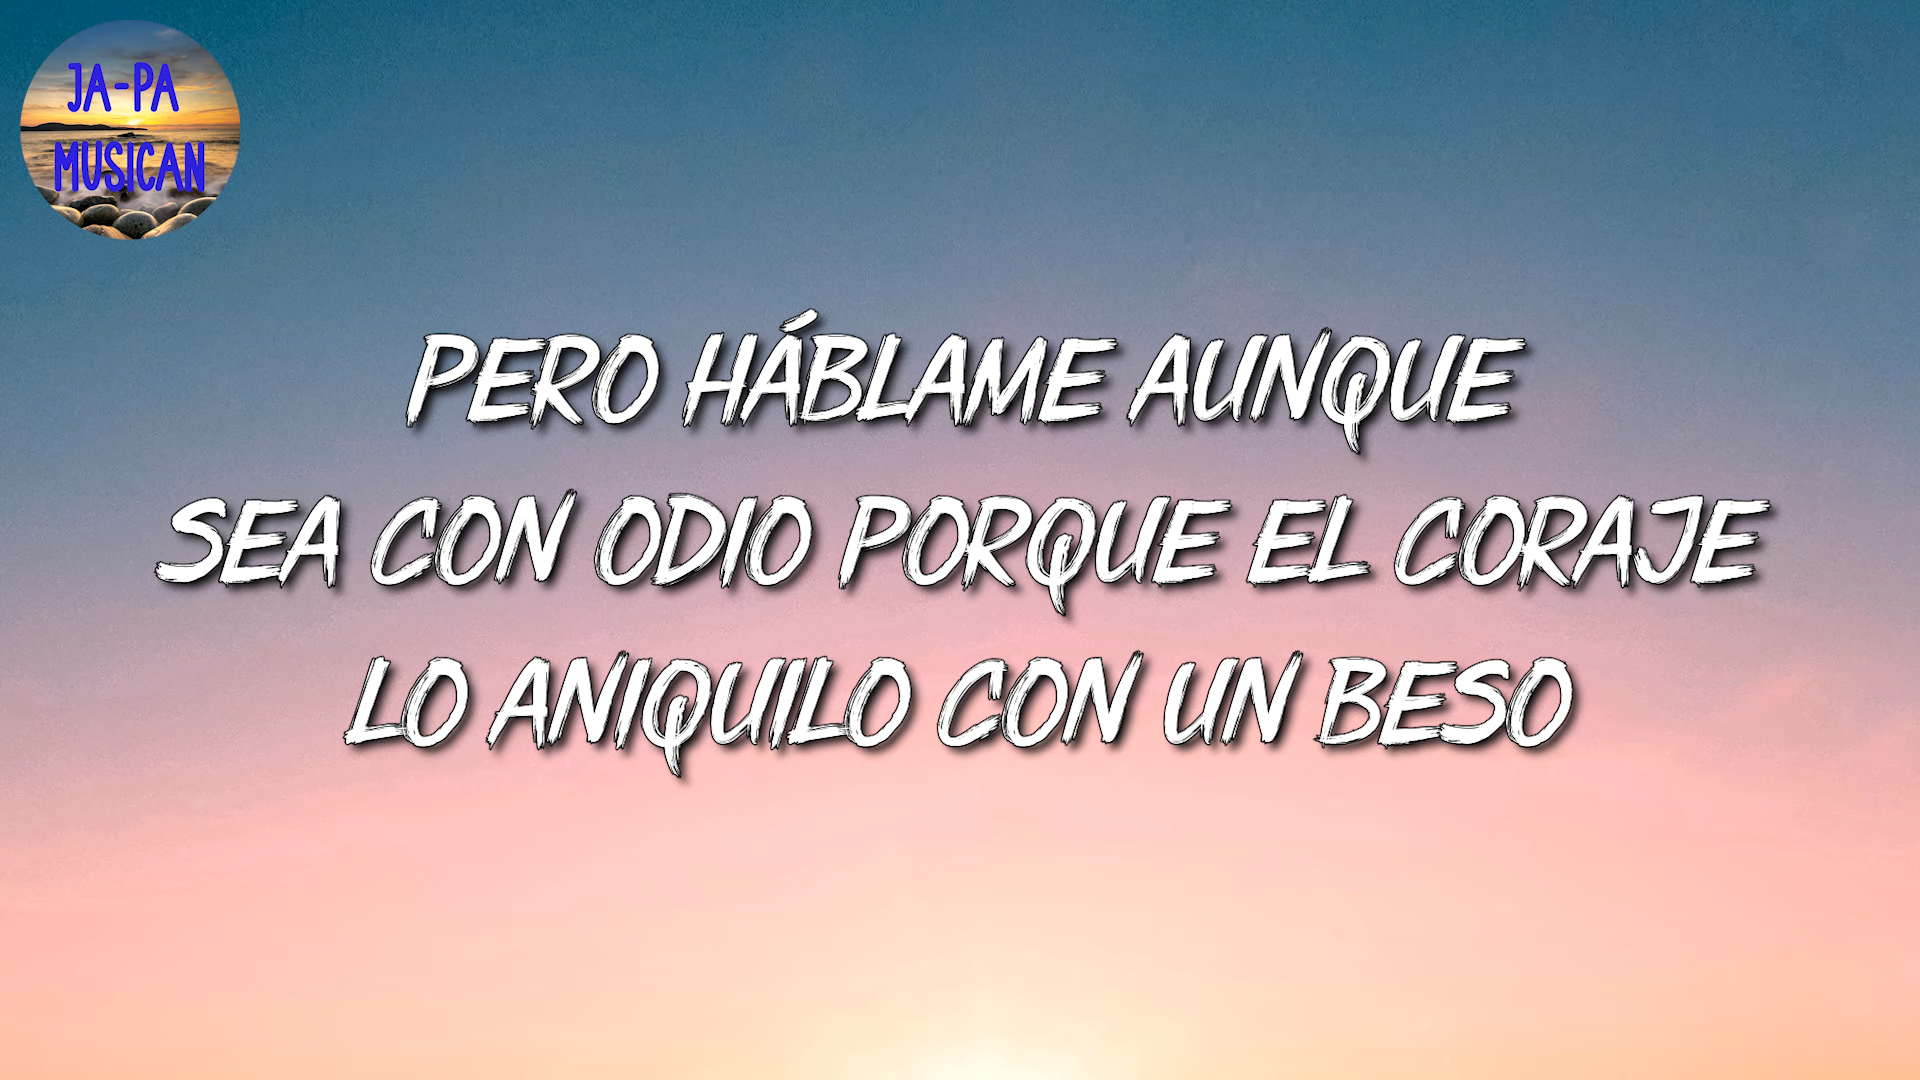 JA-PA
MUSICAN
PERO HÁBLAME AUNQUE
SEA CON ODIO PORQUE EL CORAJE
LO ANIQUILO CON UN BESO